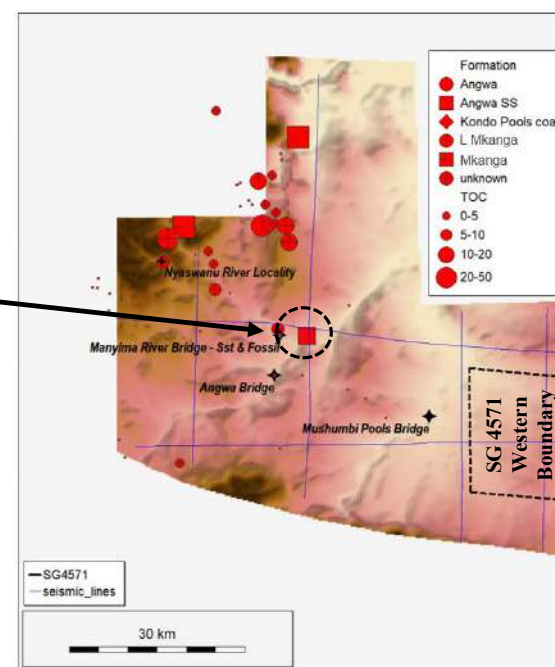 Formation
Angwa
Angwa SS
Kondo Pools coa
L Mkanga
Mkanga
unknown
TOC
0-5
5-10
10-20
20-50
Nyaswanu River Locality
Manyima River Bridge - Sst & Fossil
Angwa Bridge
Mushumbi Pools Bridge
SG 4571
Western
Boundary
SG4571
seismic_lines
30 km